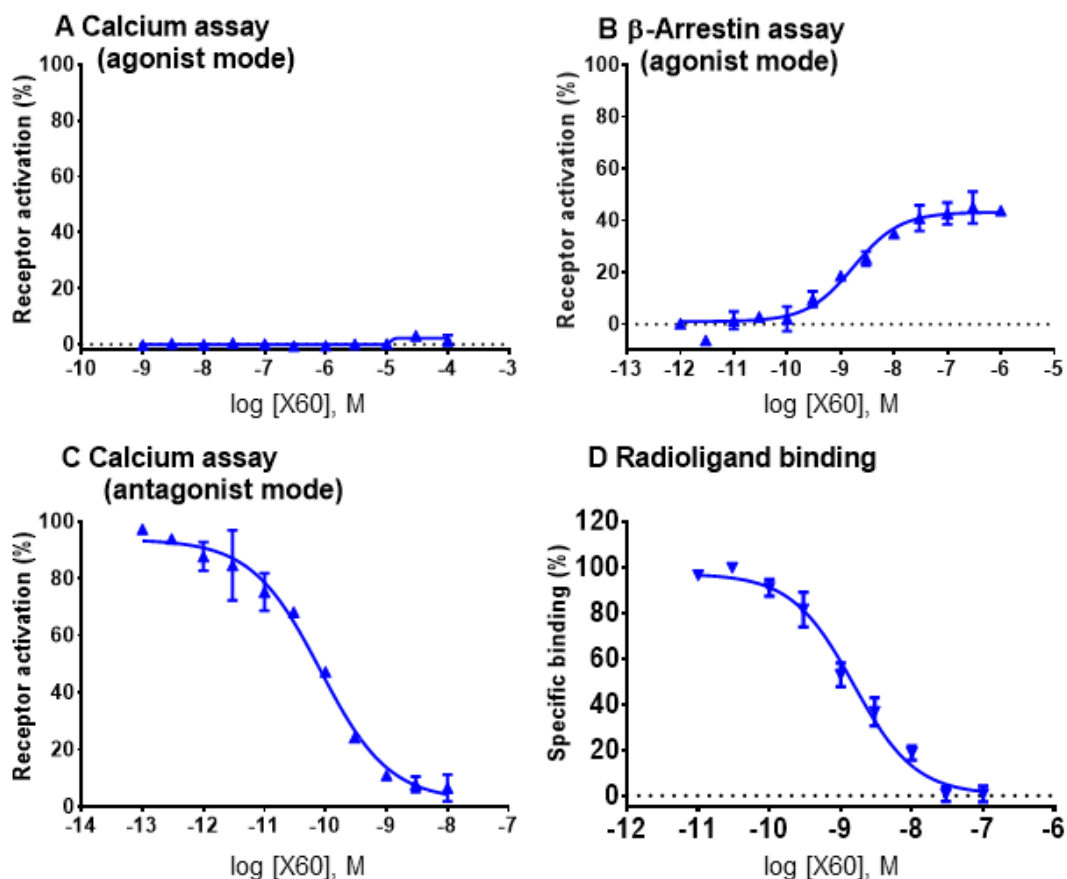 A Calcium assay
(agonist mode)
Receptor activation (%)
100
80
60
40
20
0
-10 -9 -8 -7 -6 -5 -4 -3
log [X60], M
B β-Arrestin assay
(agonist mode)
Receptor activation (%)
100
80
60
40
20
0
-13 -12 -11 -10 -9 -8 -7 -6 -5
log [X60], M
C Calcium assay
(antagonist mode)
Receptor activation (%)
100
80
60
40
20
0
-14 -13 -12 -11 -10 -9 -8 -7
log [X60], M
D Radioligand binding
Specific binding (%)
120
100
80
60
40
20
0
-12 -11 -10 -9 -8 -7 -6
log [X60], M